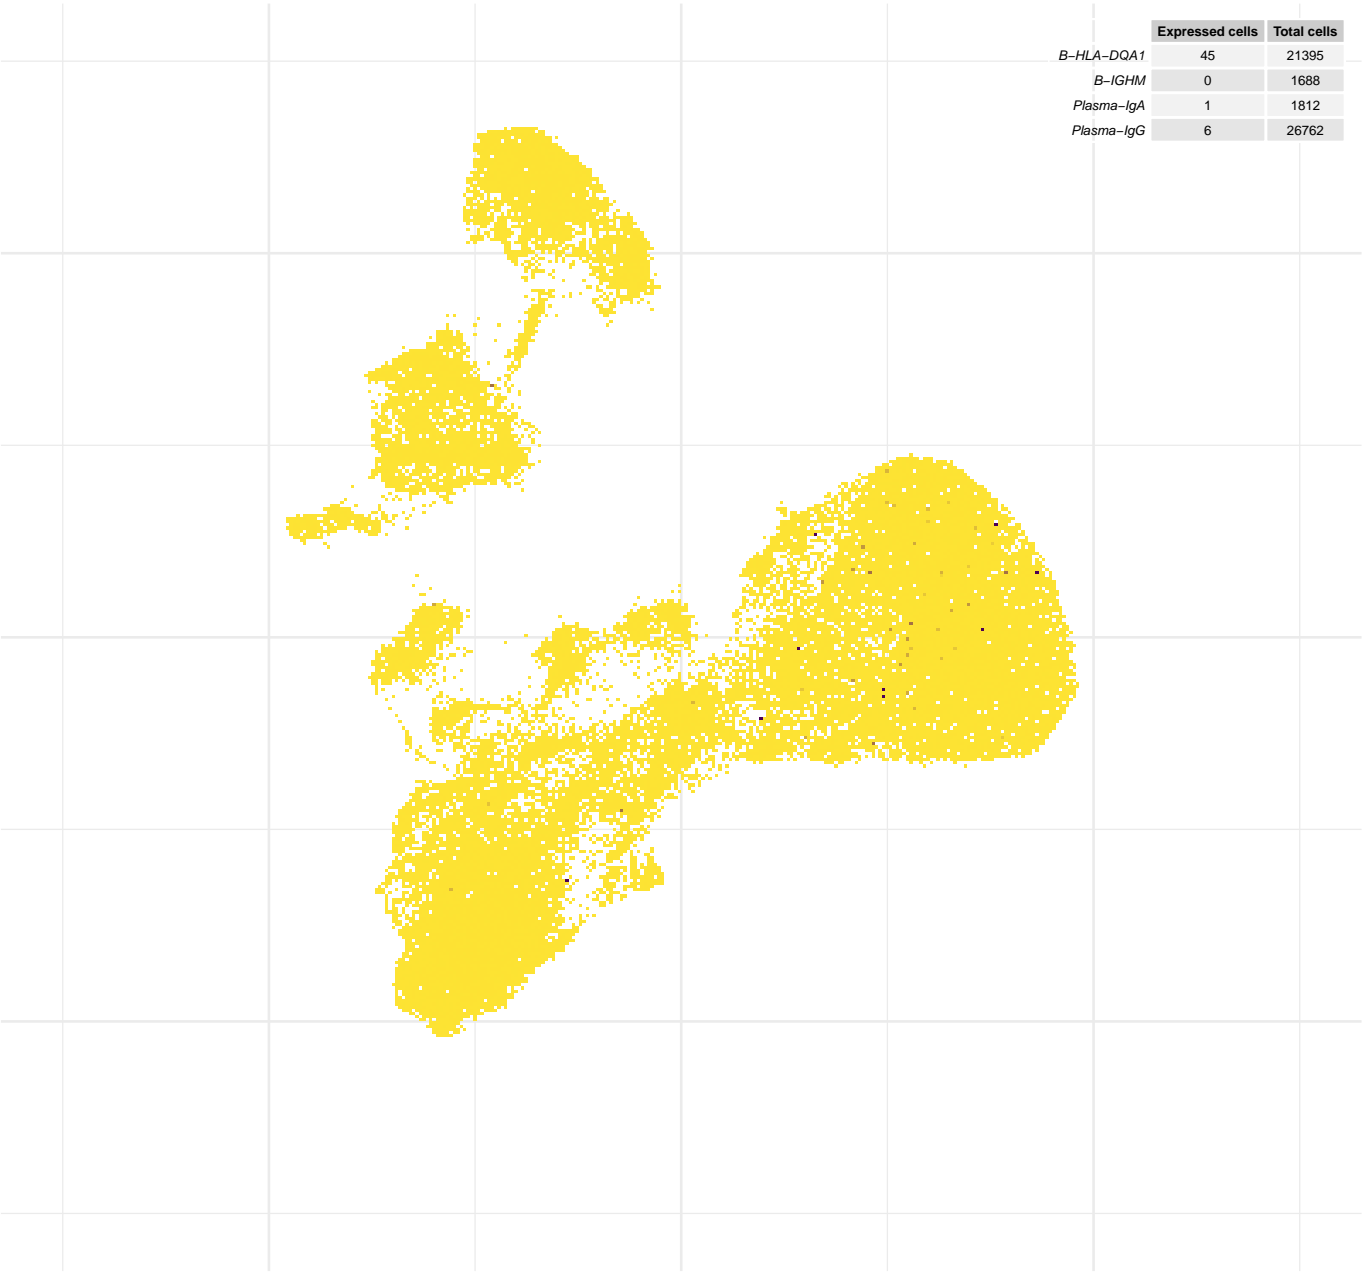 Expressed cells Total cells
B−HLA−DQA1 45 21395
B−IGHM 0 1688
Plasma−IgA 1 1812
Plasma−IgG 6 26762